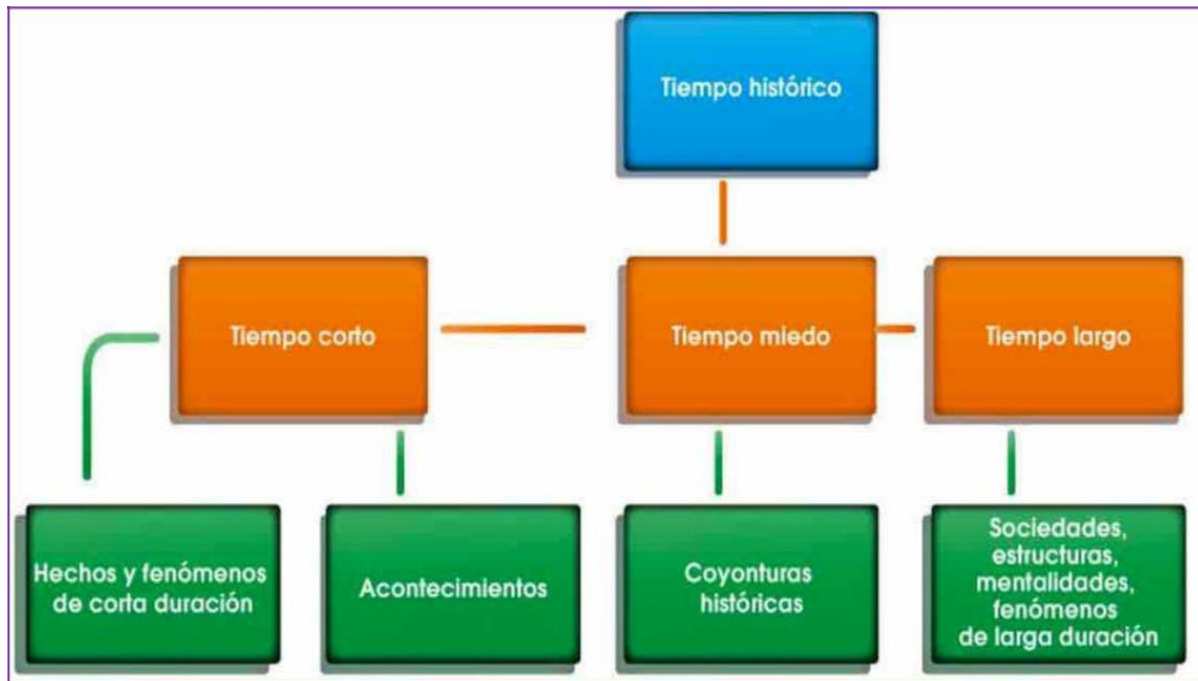 Tiempo histórico
Tiempo corto
Tiempo miedo
Tiempo largo
Hechos y fenómenos
de corta duración
Acontecimientos
Coyonturas
históricas
Sociedades,
estructuras,
mentalidades,
fenómenos
de larga duración